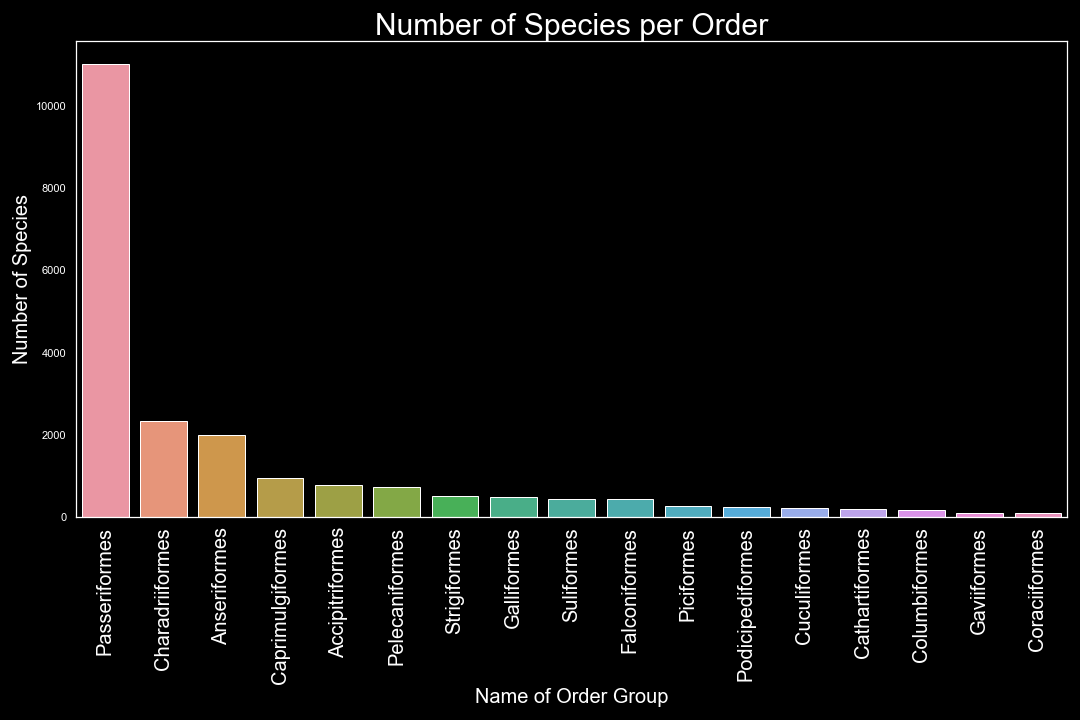 Number of Species per Order
Number of Species
10000
8000
6000
4000
2000
0
Passeriformes
Charadriiformes
Anseriformes
Caprimulgiformes
Accipitriformes
Pelecaniformes
Strigiformes
Galliformes
Suliformes
Falconiformes
Piciformes
Podicipediformes
Cuculiformes
Cathartiformes
Columbiformes
Gaviiformes
Coraciiformes
Name of Order Group